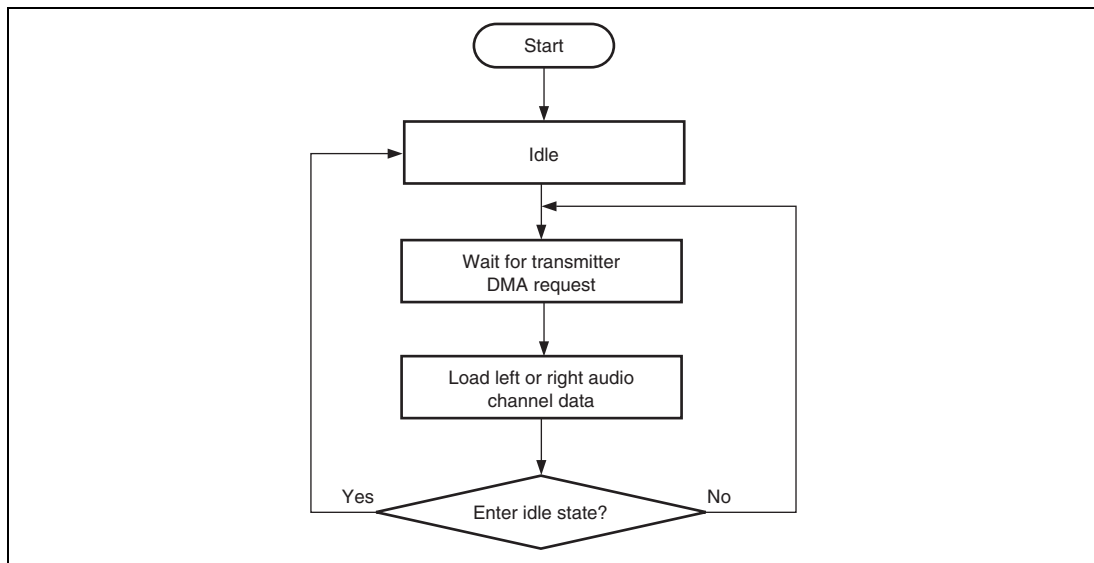 Start
Idle
Wait for transmitter
DMA request
Load left or right audio
channel data
Yes
Enter idle state?
No